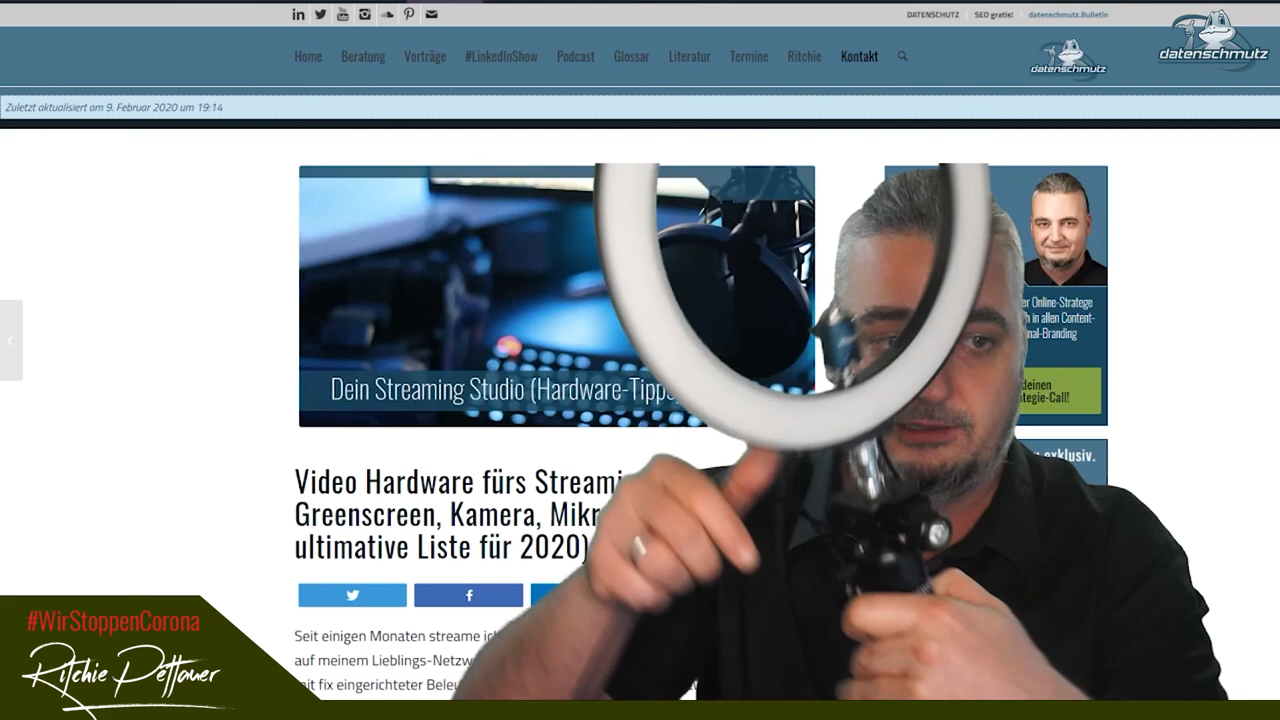 DATENSCHUTZ
SEO gratis!
datenschmutz.Bulletin
datenschmutz
Home
Beratung
Vorträge
#LinkedInShow
Podcast
Glossar
Literatur
Termine
Ritchie
Kontakt
datenschmutz
Zuletzt aktualisiert am 9. Februar 2020 um 19:14
er Online-Stratege
in allen Content-
nal-Branding
Dein Streaming Studio (Hardware-Tipps
deinen
tegie-Call!
exklusiv.
Video Hardware fürs Streami
Greenscreen, Kamera, Mikr
ultimative Liste für 2020)
Seit einigen Monaten streame ic
auf meinem Lieblings-Netzw
it fix eingerichteter Beleu
#WirStoppenCorona
Ritchie Pettauer